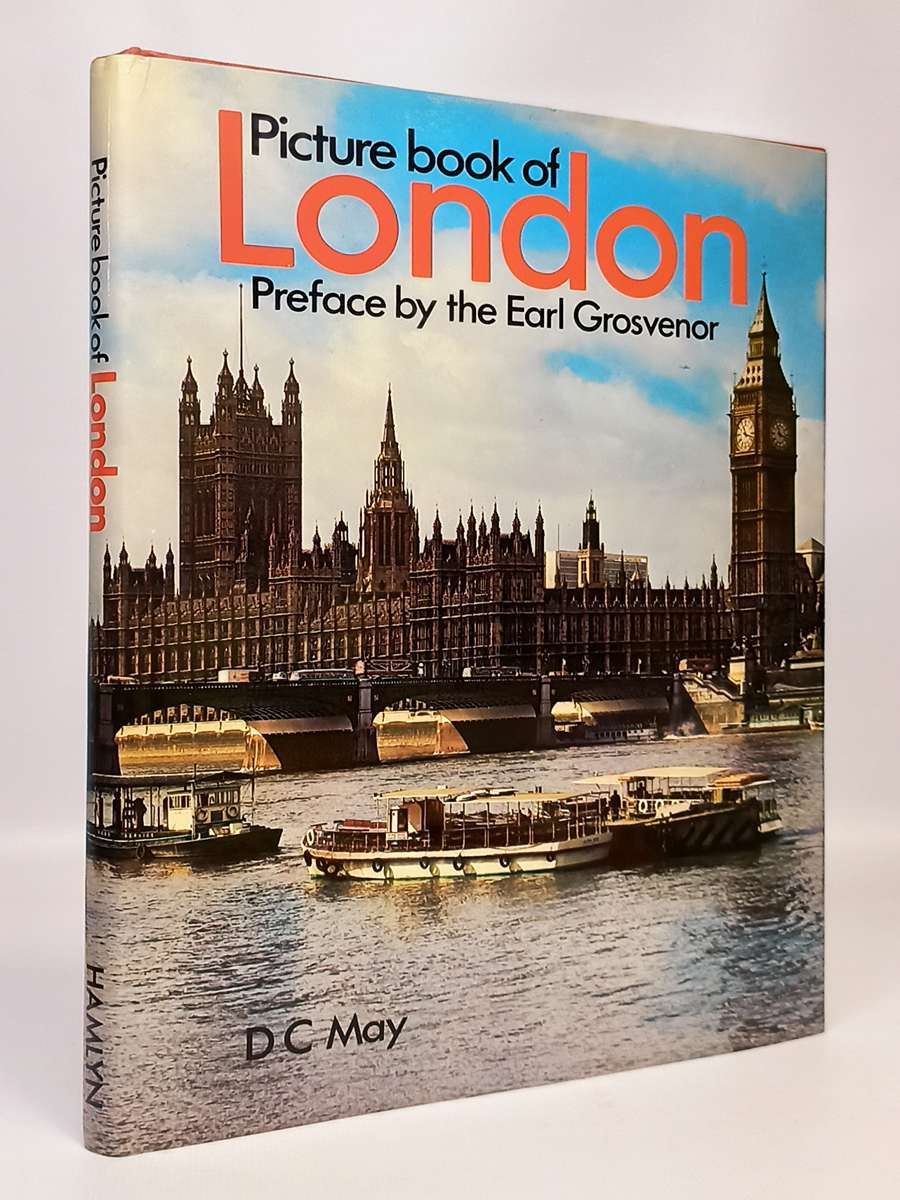 Picture book of
London
Preface by the Earl Grosvenor
D C May
Picture book of London
HAMLYN